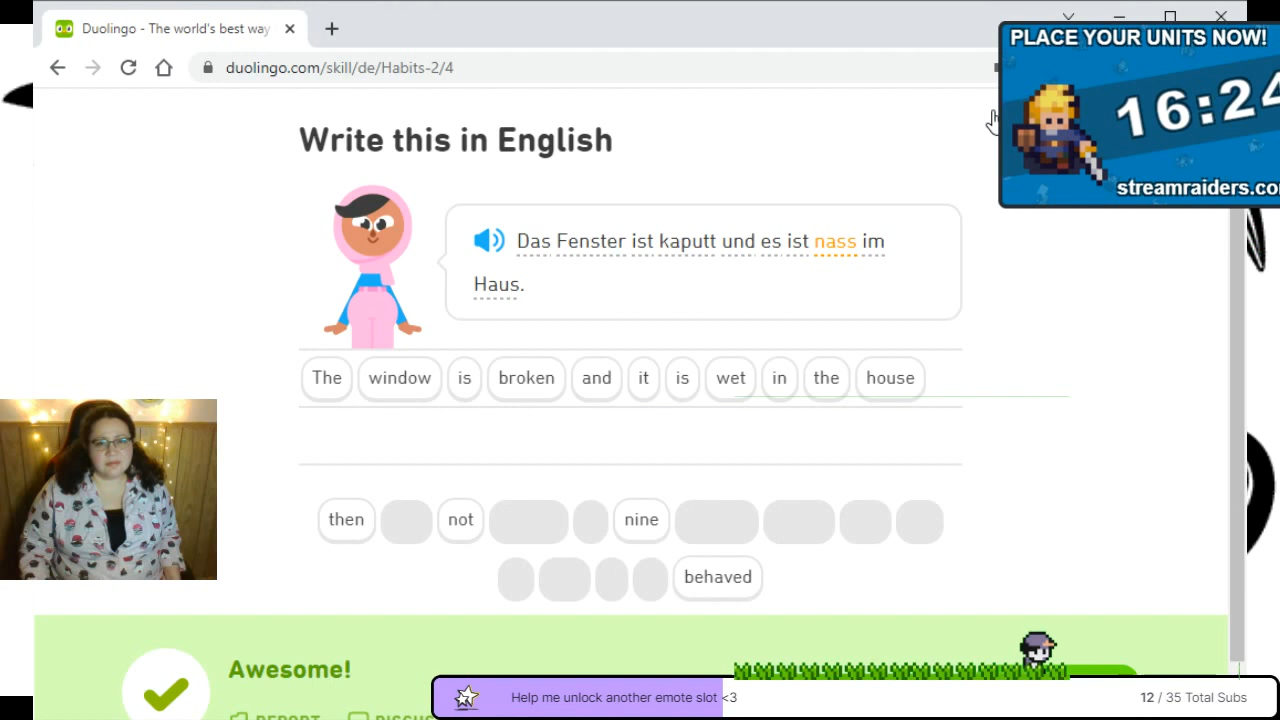 Duolingo - The world's best way
duolingo.com/skill/de/Habits-2/4
PLACE YOUR UNITS NOW!
16:24
streamraiders.co
Write this in English
Das Fenster ist kaputt und es ist nass im
Haus.
The window is broken and it is wet in the house
then not nine
behaved
Awesome!
REPORT
Help me unlock another emote slot <3
12 / 35 Total Subs